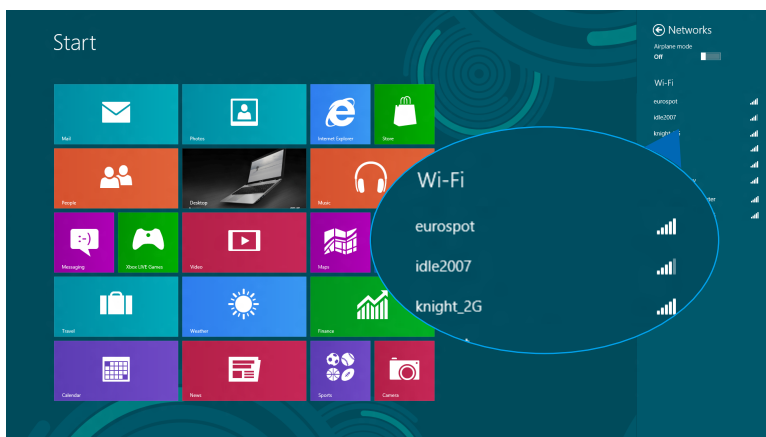 Start
Mail
Photos
Internet Explorer
Store
People
Desktop
Music
Messaging
Xbox LIVE Games
Video
Maps
Travel
Weather
Finance
Calendar
News
Sports
Camera
Networks
Airplane mode
Off
Wi-Fi
eurospot
idle2007
Wi-Fi
eurospot
idle2007
knight_2G